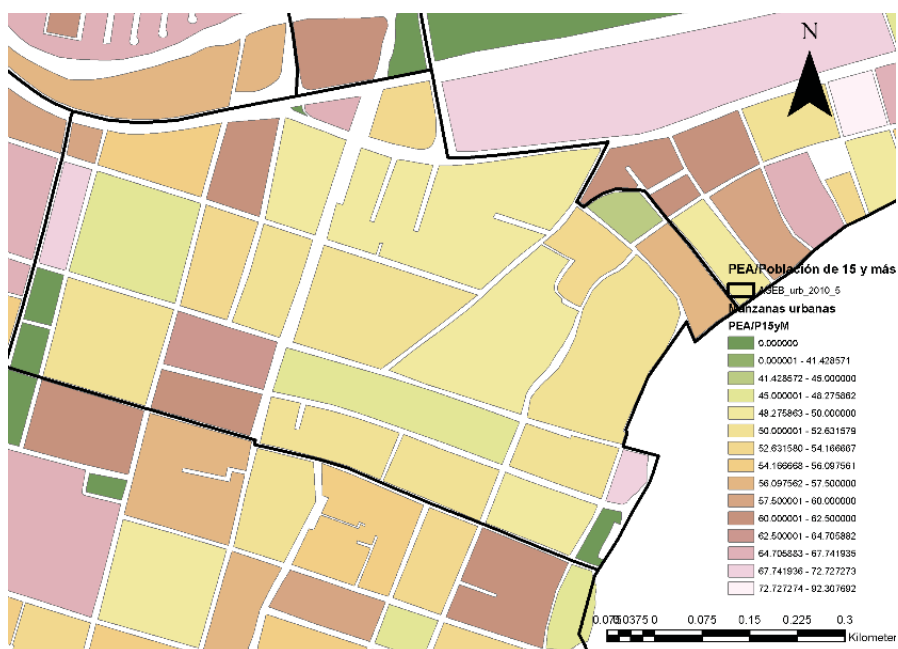 N
PEA/Población de 15 y más
AGEB_urb_2010_5
Manzanas urbanas
PEA/P15yM
0.000000
0.000001 - 41.428571
41.428572 - 45.000000
45.000001 - 48.275862
48.275863 - 50.000000
50.000001 - 52.631579
52.631580 - 54.166667
54.166668 - 56.097561
56.097562 - 57.500000
57.500001 - 60.000000
60.000001 - 62.500000
62.500001 - 64.705882
64.705883 - 67.741935
67.741936 - 72.727273
72.727274 - 92.307692
0.075 0.0375 0 0.075 0.15 0.225 0.3
Kilometer